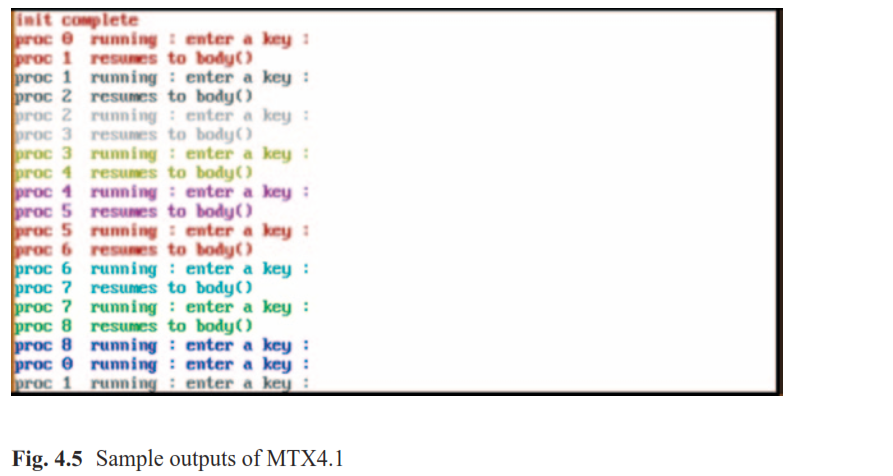 init complete
proc 0 running : enter a key :
proc 1 resumes to body()
proc 1 running : enter a key :
proc 2 resumes to body()
proc 2 running : enter a key :
proc 3 resumes to body()
proc 3 running : enter a key :
proc 4 resumes to body()
proc 4 running : enter a key :
proc 5 resumes to body()
proc 5 running : enter a key :
proc 6 resumes to body()
proc 6 running : enter a key :
proc 7 resumes to body()
proc 7 running : enter a key :
proc 8 resumes to body()
proc 8 running : enter a key :
proc 0 running : enter a key :
proc 1 running : enter a key :
Fig. 4.5 Sample outputs of MTX4.1